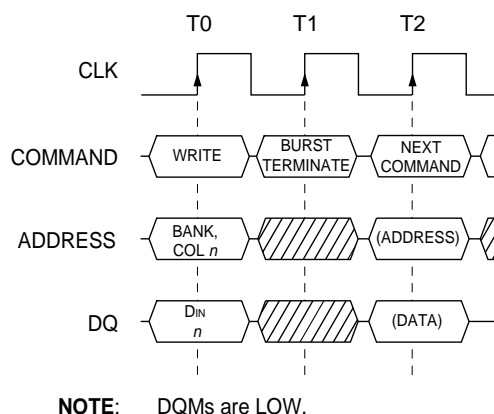 T0 T1 T2
CLK
COMMAND WRITE BURST TERMINATE NEXT COMMAND
ADDRESS BANK, COL n (ADDRESS)
DQ DIN n (DATA)
NOTE: DQMs are LOW.